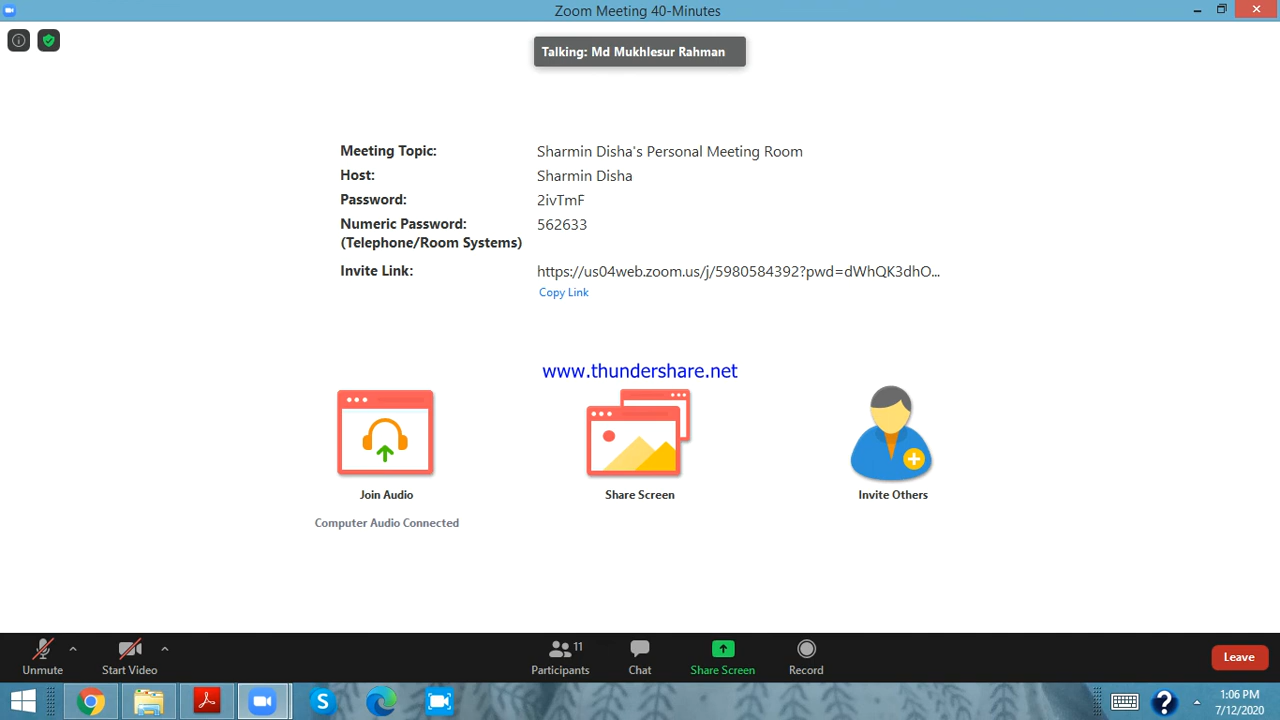 Zoom Meeting 40-Minutes
Talking: Md Mukhlesur Rahman
Meeting Topic: Sharmin Disha's Personal Meeting Room
Host: Sharmin Disha
Password: 2ivTmF
Numeric Password: 562633
(Telephone/Room Systems)
Invite Link: https://us04web.zoom.us/j/5980584392?pwd=dWhQK3dhO...
Copy Link
www.thundershare.net
Join Audio Share Screen Invite Others
Computer Audio Connected
Unmute Start Video Participants 11 Chat Share Screen Record Leave
1:06 PM
7/12/2020